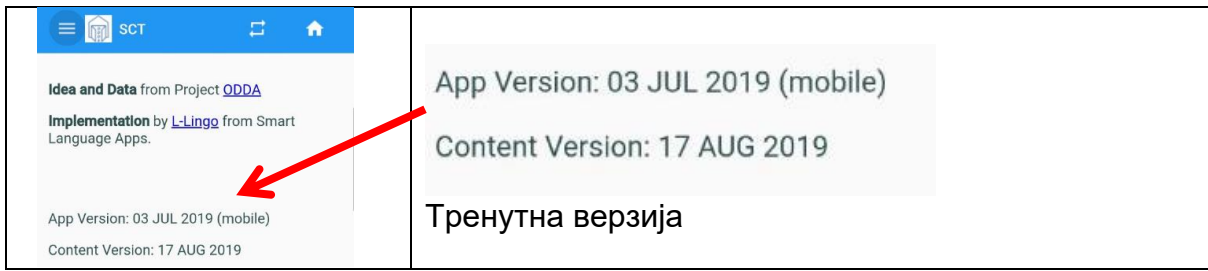 SCT
Idea and Data from Project ODDA
Implementation by L-Lingo from Smart
Language Apps.
App Version: 03 JUL 2019 (mobile)
Content Version: 17 AUG 2019
App Version: 03 JUL 2019 (mobile)
Content Version: 17 AUG 2019
Тренутна верзија